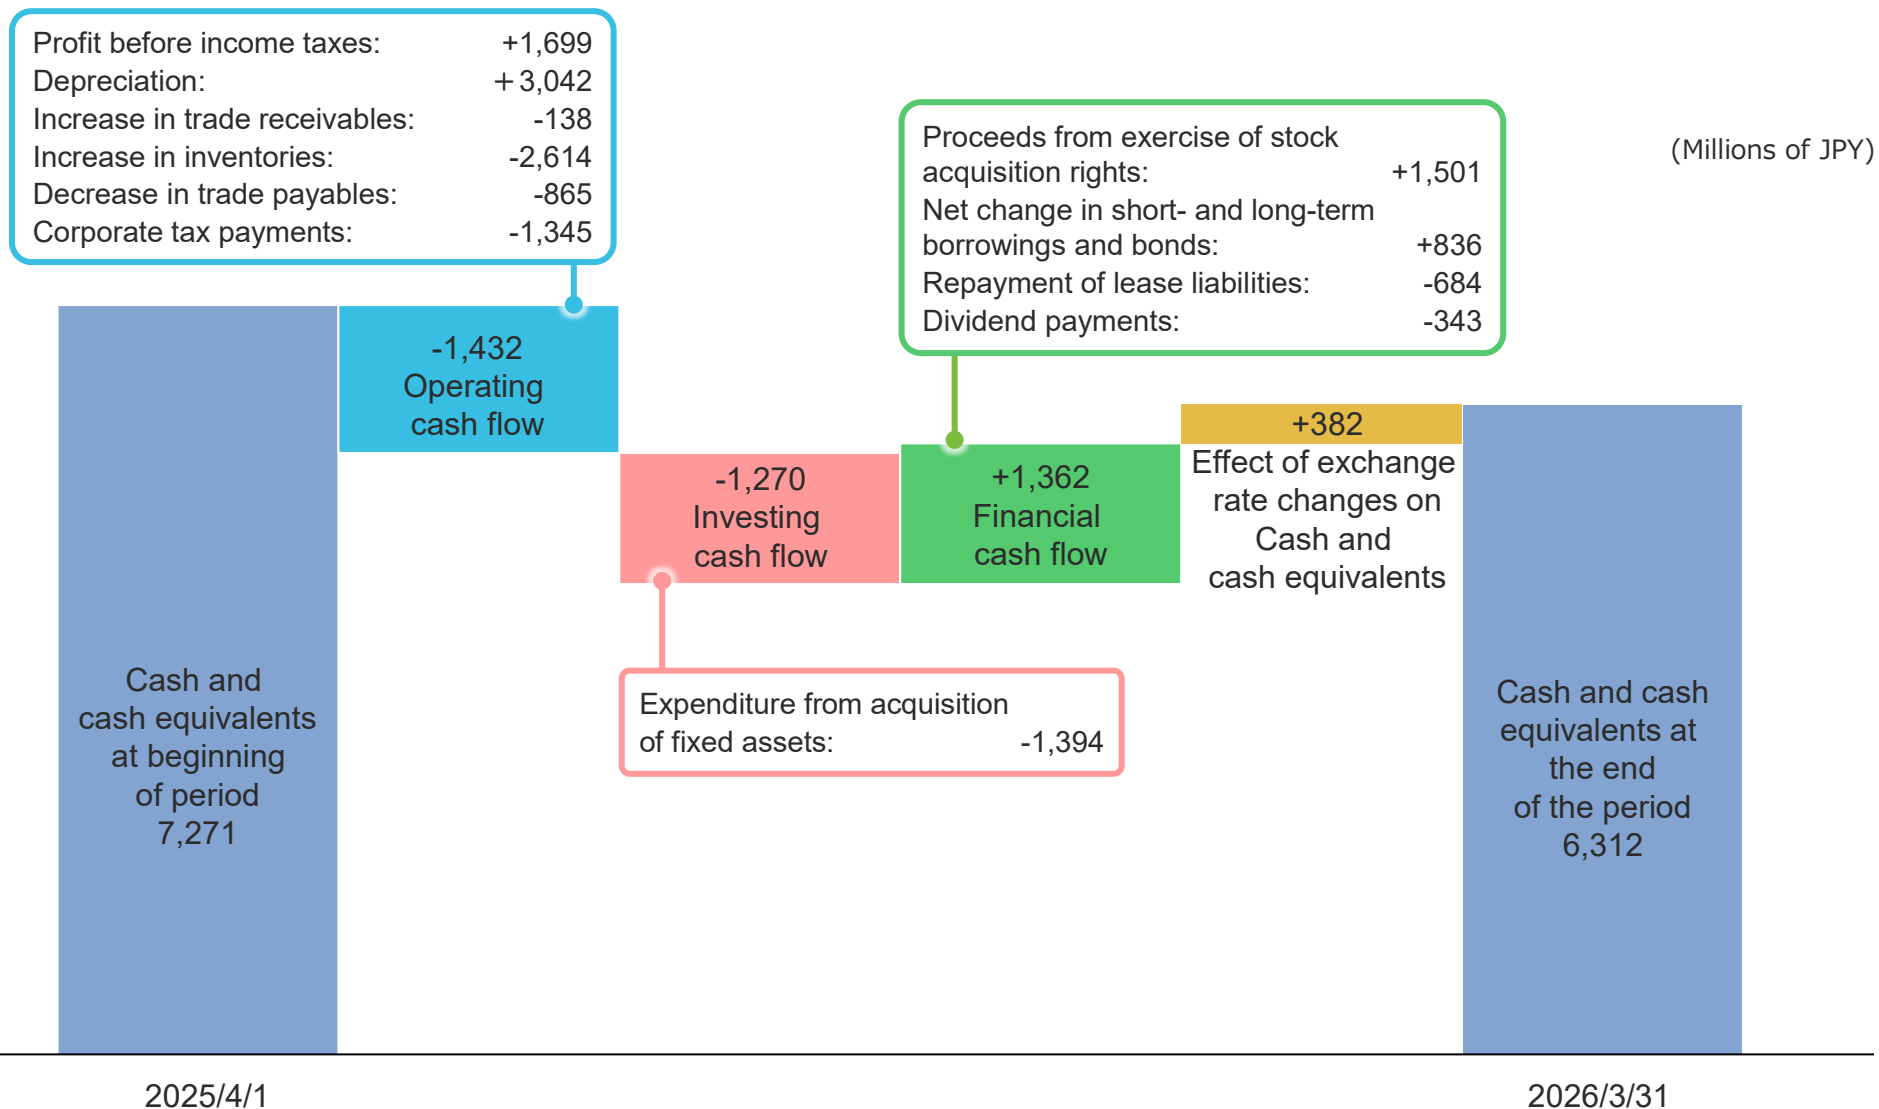 Profit before income taxes: +1,699
Depreciation: ＋3,042
Increase in trade receivables: -138
Increase in inventories: -2,614
Decrease in trade payables: -865
Corporate tax payments: -1,345
(Millions of JPY)
Proceeds from exercise of stock
acquisition rights: +1,501
Net change in short- and long-term
borrowings and bonds: +836
Repayment of lease liabilities: -684
Dividend payments: -343
-1,432
Operating
cash flow
-1,270
Investing
cash flow
+1,362
Financial
cash flow
+382
Effect of exchange
rate changes on
Cash and
cash equivalents
Expenditure from acquisition
of fixed assets: -1,394
Cash and
cash equivalents
at beginning
of period
7,271
Cash and cash
equivalents at
the end
of the period
6,312
2025/4/1
2026/3/31